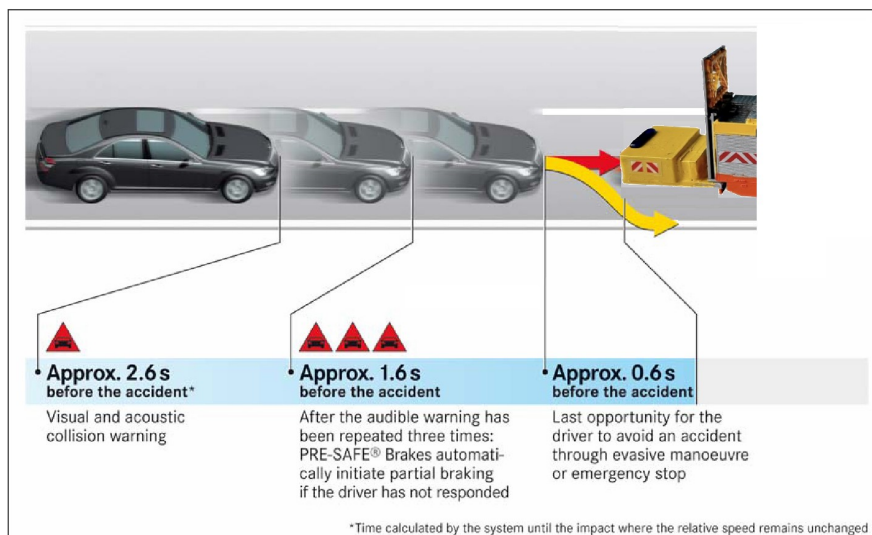 Approx. 2.6 s
before the accident*
Visual and acoustic
collision warning
Approx. 1.6 s
before the accident
After the audible warning has
been repeated three times:
PRE-SAFE® Brakes automati-
cally initiate partial braking
if the driver has not responded
Approx. 0.6 s
before the accident
Last opportunity for the
driver to avoid an accident
through evasive manoeuvre
or emergency stop
*Time calculated by the system until the impact where the relative speed remains unchanged